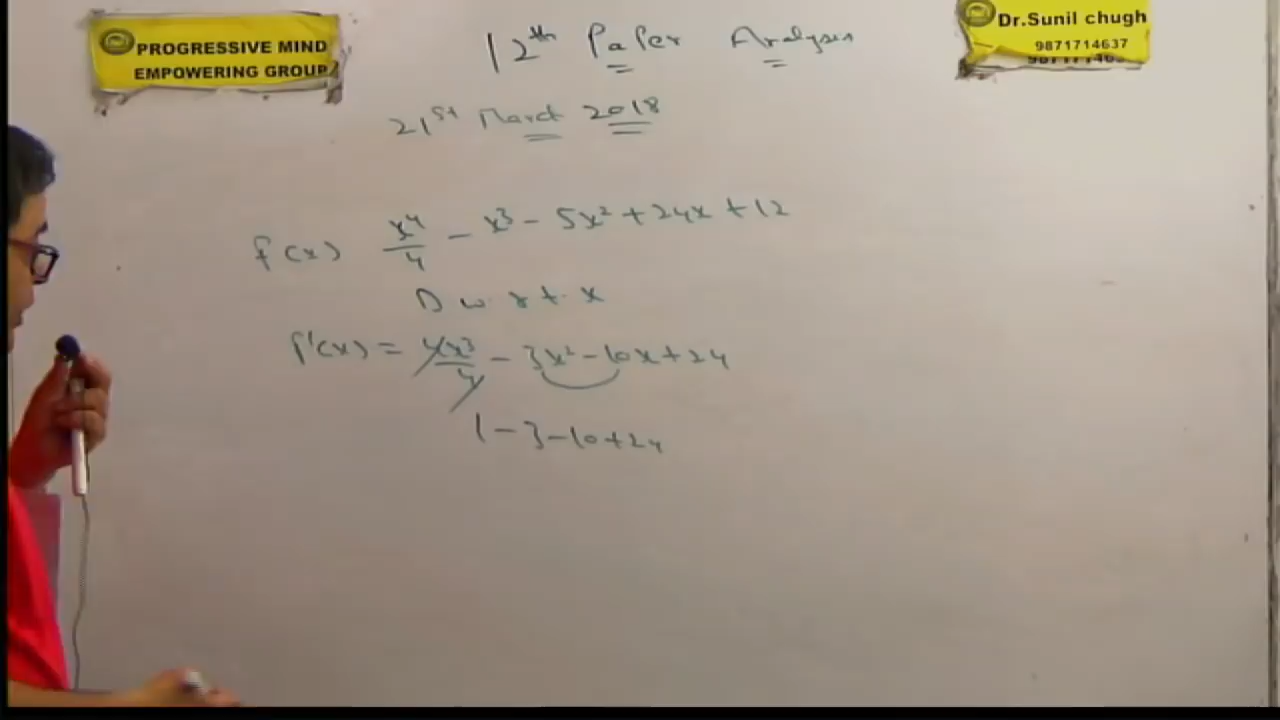 PROGRESSIVE MIND
EMPOWERING GROUP
Dr.Sunil chugh
9871714637
12th Paper Analysis
21st March 2018
f(x) x⁴/4 - x³ - 5x² + 24x + 12
D w.r.t. x
f'(x) = 4x³/4 - 3x² - 10x + 24
1 - 3 - 10 + 24